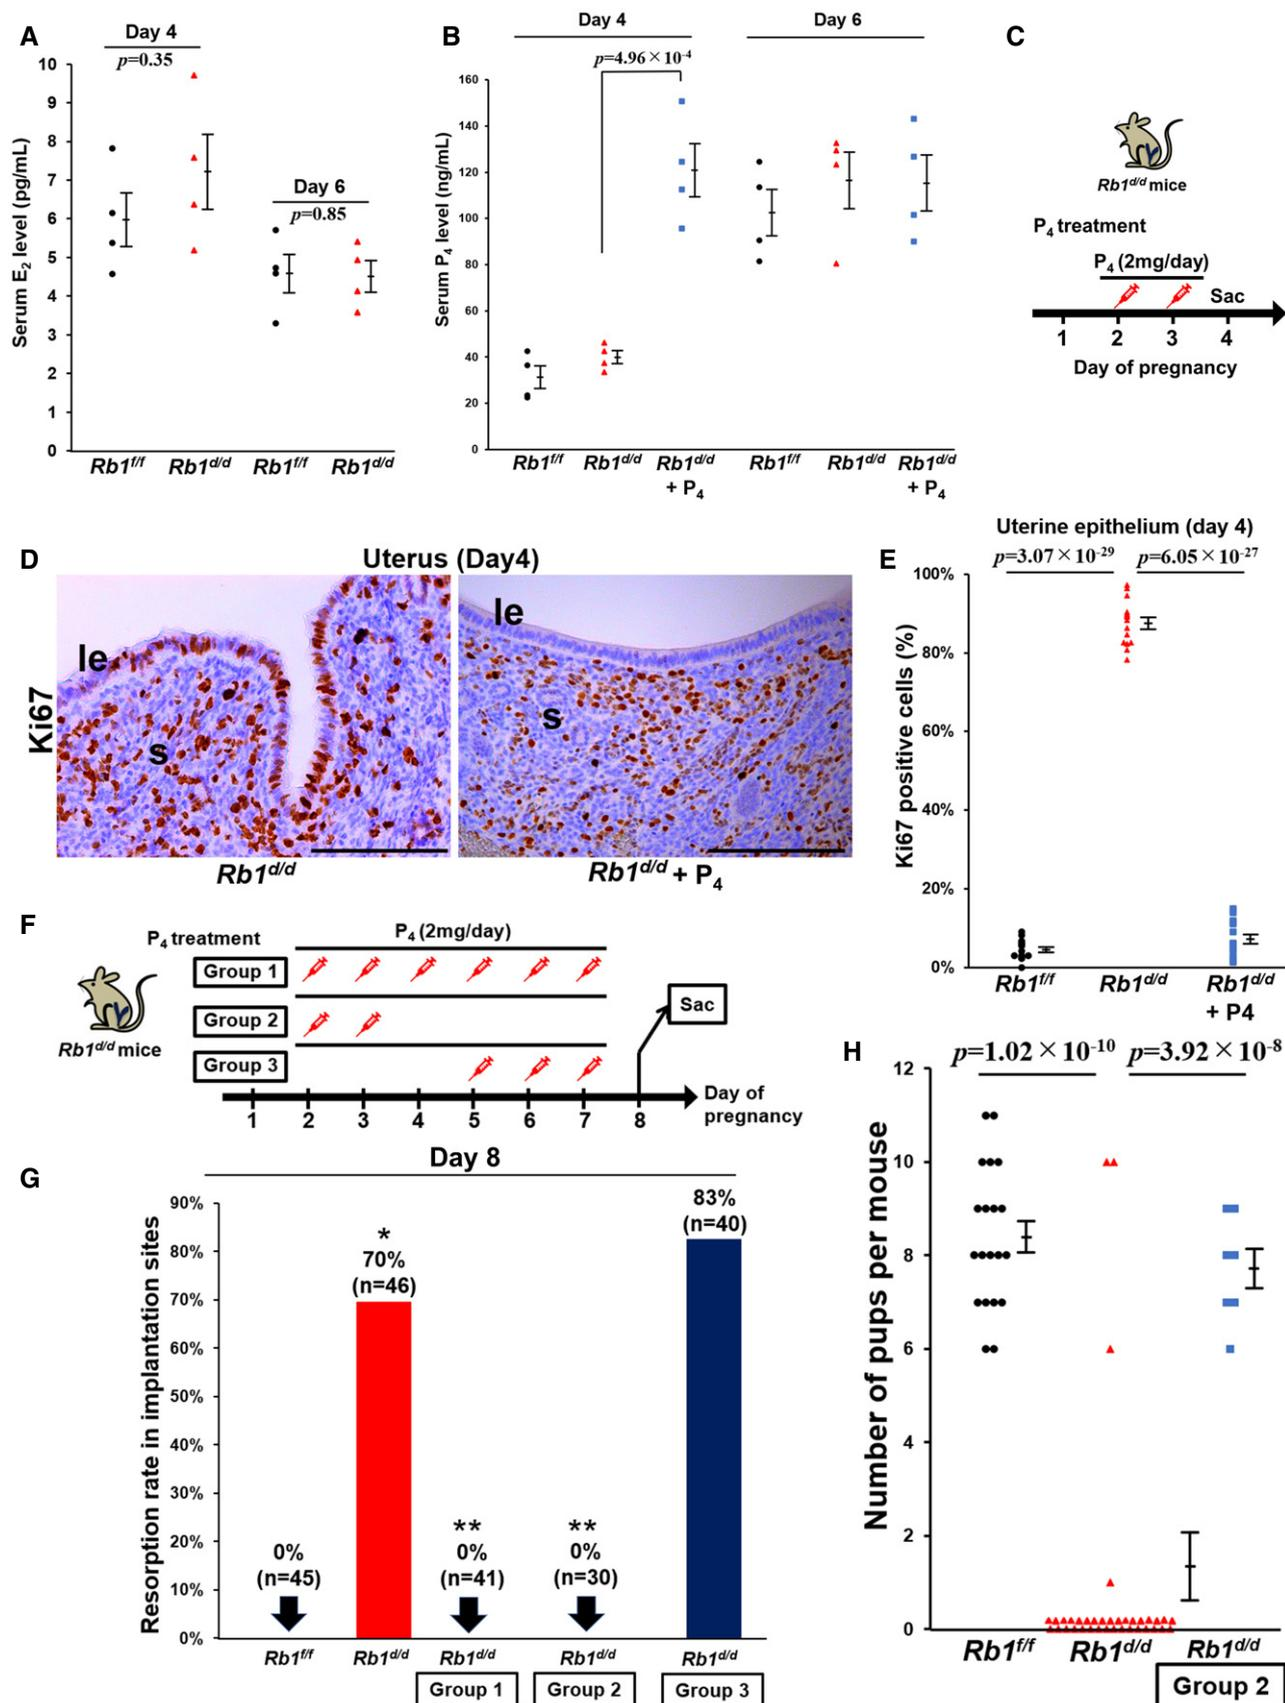 A
Day 4
p=0.35
Day 6
p=0.85
Serum E2 level (pg/mL)
10
9
8
7
6
5
4
3
2
1
0
Rb1f/f
Rb1d/d
Rb1f/f
Rb1d/d
B
Day 4
Day 6
p=4.96×10-4
Serum P4 level (ng/mL)
160
140
120
100
80
60
40
20
0
Rb1f/f
Rb1d/d
Rb1d/d
+ P4
Rb1f/f
Rb1d/d
Rb1d/d
+ P4
C
Rb1d/d mice
P4 treatment
P4 (2mg/day)
Sac
1 2 3 4
Day of pregnancy
D
Uterus (Day4)
Ki67
le
s
le
s
Rb1d/d
Rb1d/d + P4
E
Uterine epithelium (day 4)
p=3.07×10-29
p=6.05×10-27
Ki67 positive cells (%)
100%
80%
60%
40%
20%
0%
Rb1f/f
Rb1d/d
Rb1d/d
+ P4
F
P4 treatment
P4 (2mg/day)
Group 1
Group 2
Group 3
Rb1d/d mice
Sac
1 2 3 4 5 6 7 8
Day of
pregnancy
G
Day 8
Resorption rate in implantation sites
90%
80%
70%
60%
50%
40%
30%
20%
10%
0%
0%
(n=45)
*
70%
(n=46)
**
0%
(n=41)
**
0%
(n=30)
83%
(n=40)
Rb1f/f
Rb1d/d
Rb1d/d
Group 1
Rb1d/d
Group 2
Rb1d/d
Group 3
H
p=1.02×10-10
p=3.92×10-8
Number of pups per mouse
12
10
8
6
4
2
0
Rb1f/f
Rb1d/d
Rb1d/d
Group 2